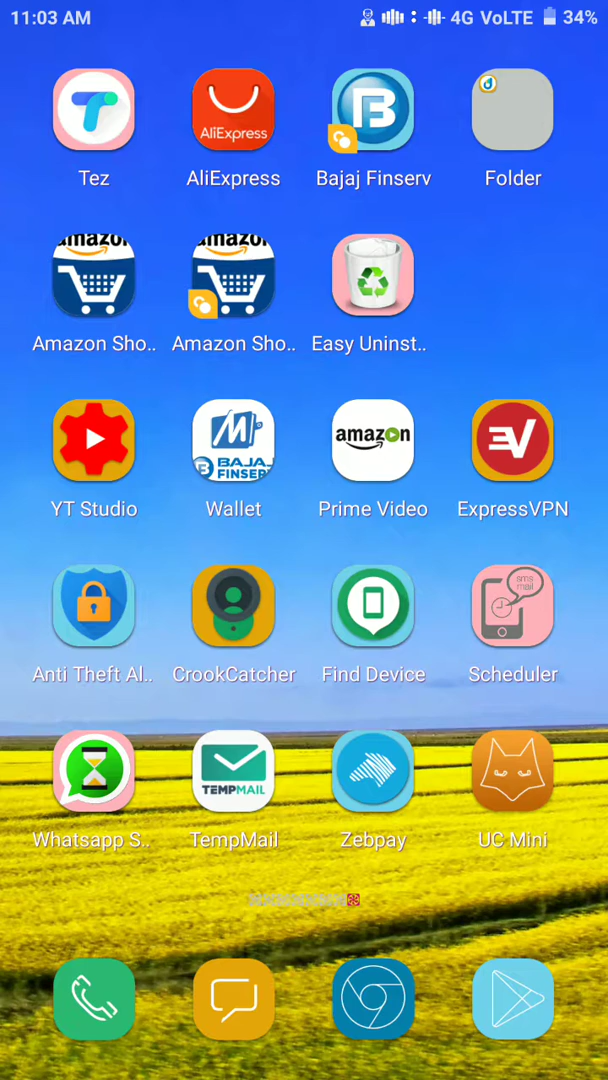 11:03 AM 4G VoLTE 34%
AliExpress
Tez AliExpress Bajaj Finserv Folder
amazon amazon
Amazon Sho.. Amazon Sho.. Easy Uninst..
amazon
BAJAJ
FINSERV
YT Studio Wallet Prime Video ExpressVPN
sms
mail
Anti Theft Al.. CrookCatcher Find Device Scheduler
TEMPMAIL
Whatsapp S.. TempMail Zebpay UC Mini